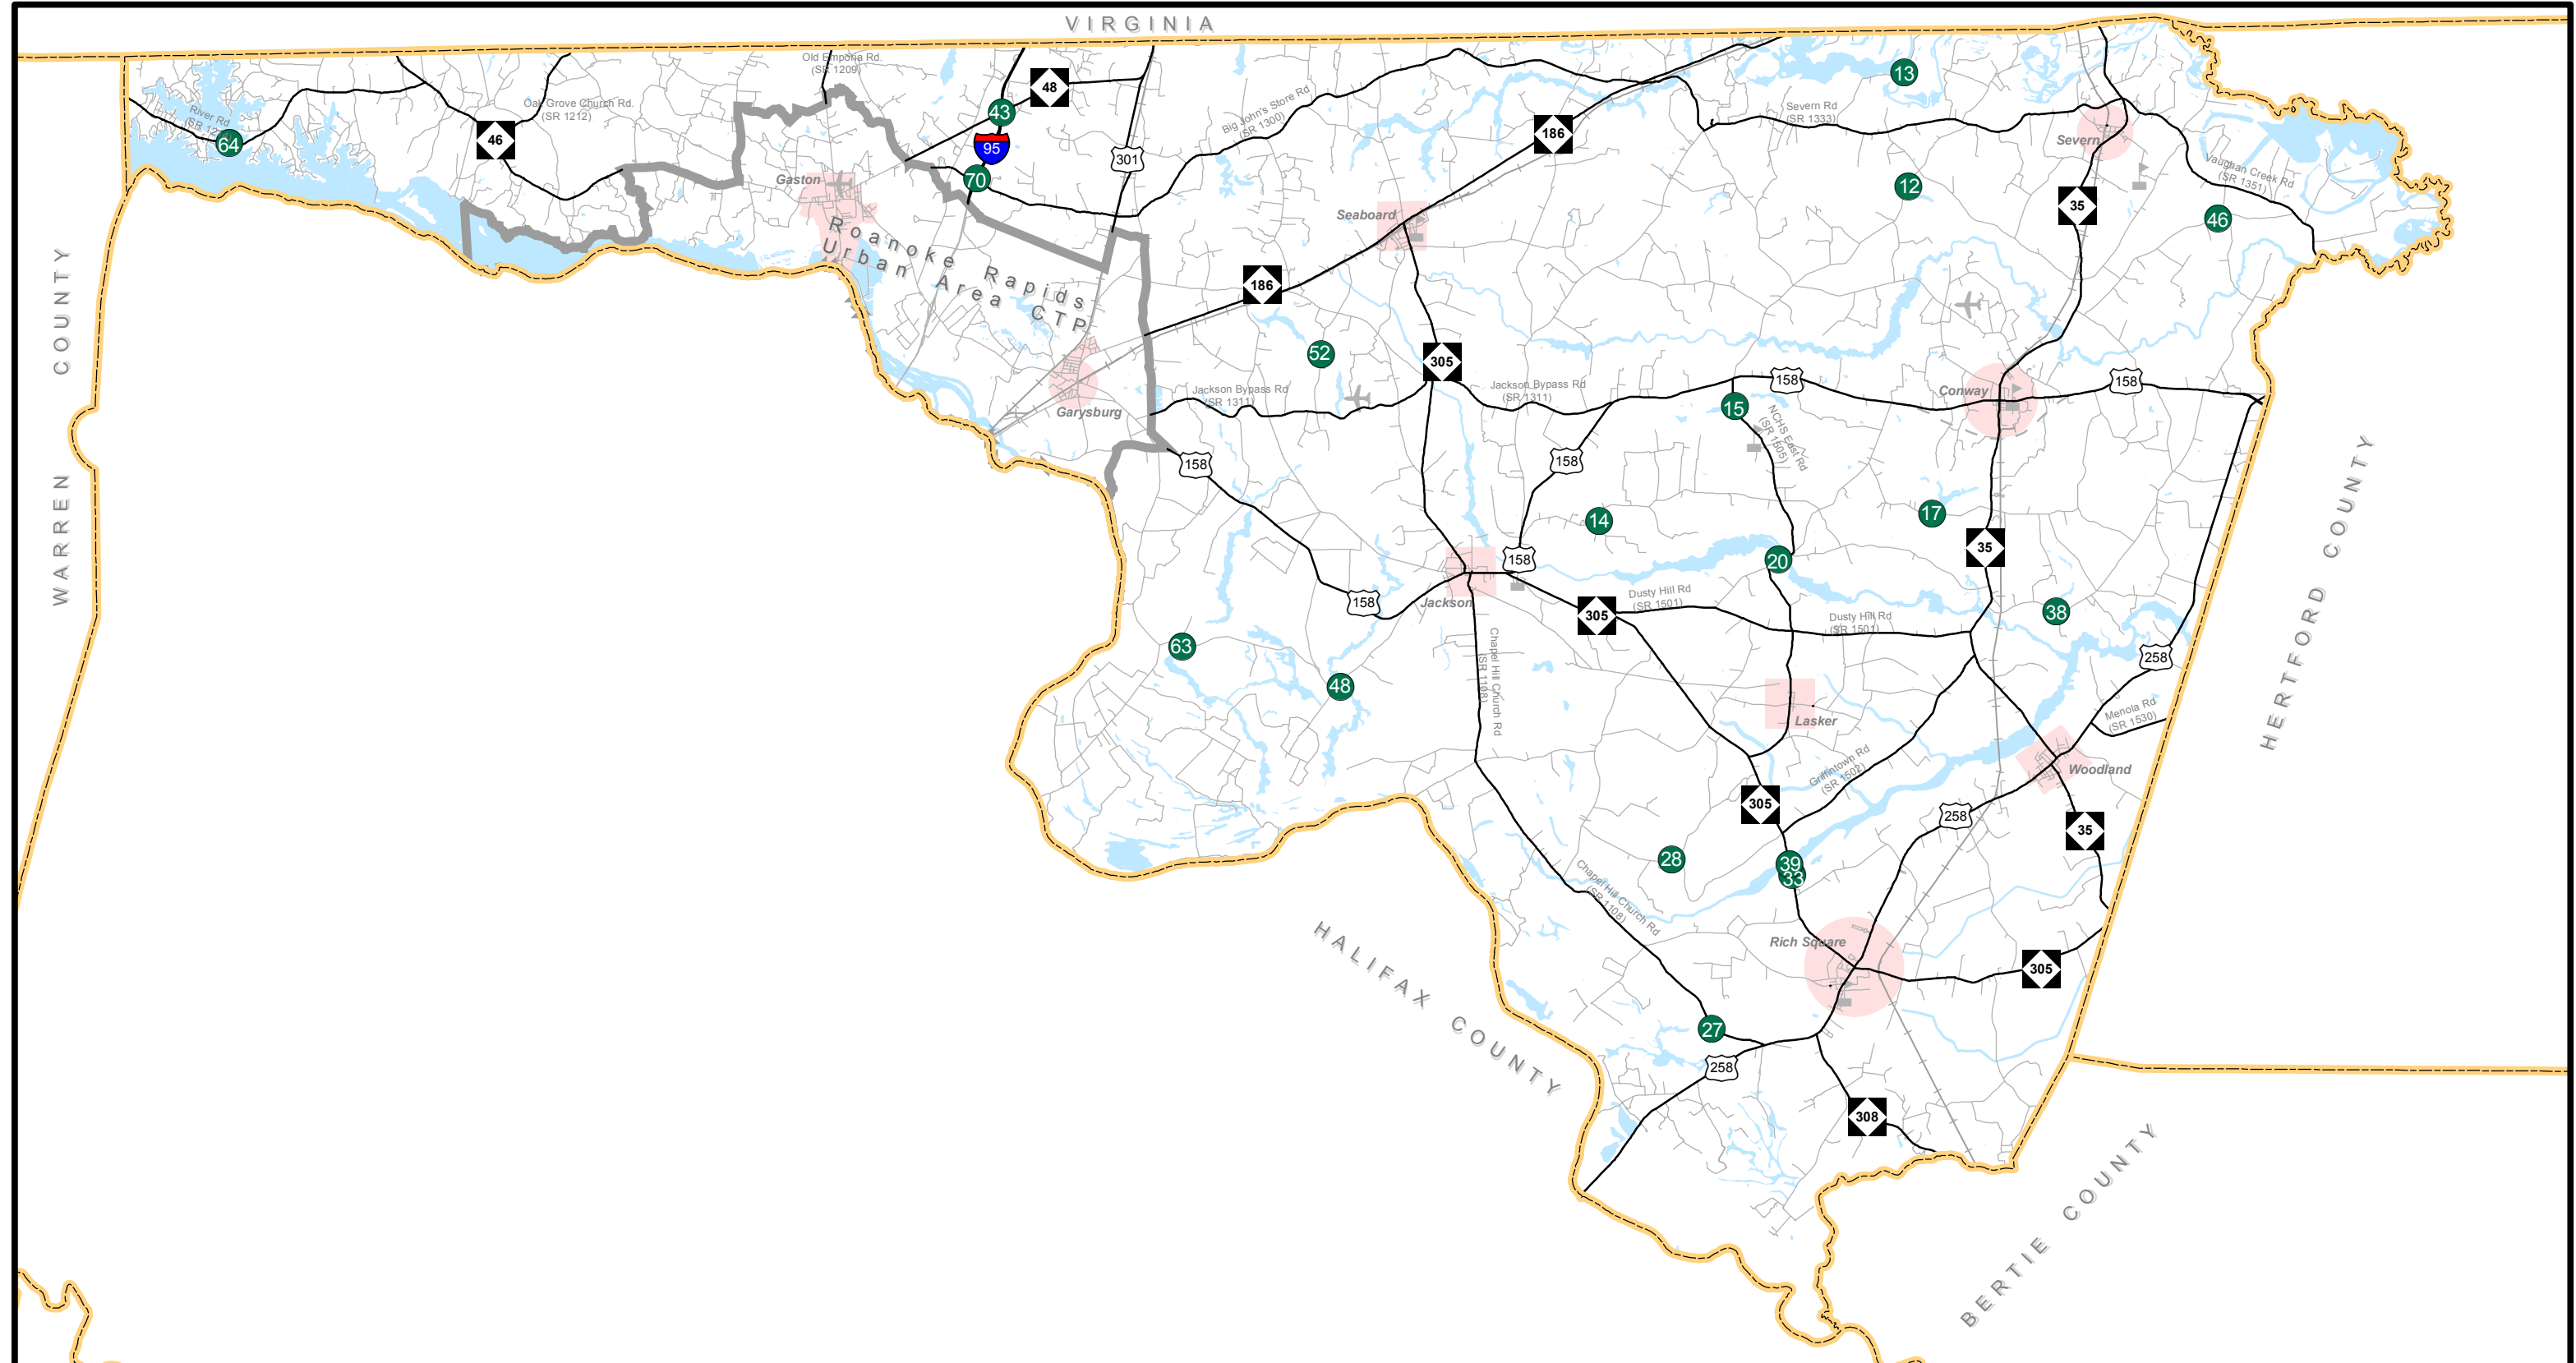 VIRGINIA
Old Emporia Rd.
(SR 1209)
48
13
43
River Rd
64
46
Oak Grove Church Rd.
(SR 1212)
95
301
Big John's Store Rd
(SR 1300)
186
Severn Rd
(SR 1333)
Severn
Vaughan Creek Rd
(SR 1351)
Gaston
70
12
35
46
Seaboard
Roanoke Rapids
Urban Area CTP
186
WARREN COUNTY
52
305
Jackson Bypass Rd
(SR 1311)
Jackson Bypass Rd
(SR 1311)
158
Conway
158
Garysburg
15
NCHS East Rd
(SR 1505)
158
158
14
17
HERTFORD COUNTY
158
20
35
158
Jackson
305
Dusty Hill Rd
(SR 1501)
Dusty Hill Rd
(SR 1501)
38
63
48
Chapel Hill Church Rd
(SR 1108)
258
Lasker
Menola Rd
(SR 1530)
Woodland
Griffintown Rd
(SR 1502)
305
258
35
28
39
33
Chapel Hill Church Rd
(SR 1108)
HALIFAX COUNTY
Rich Square
305
27
258
308
BERTIE COUNTY